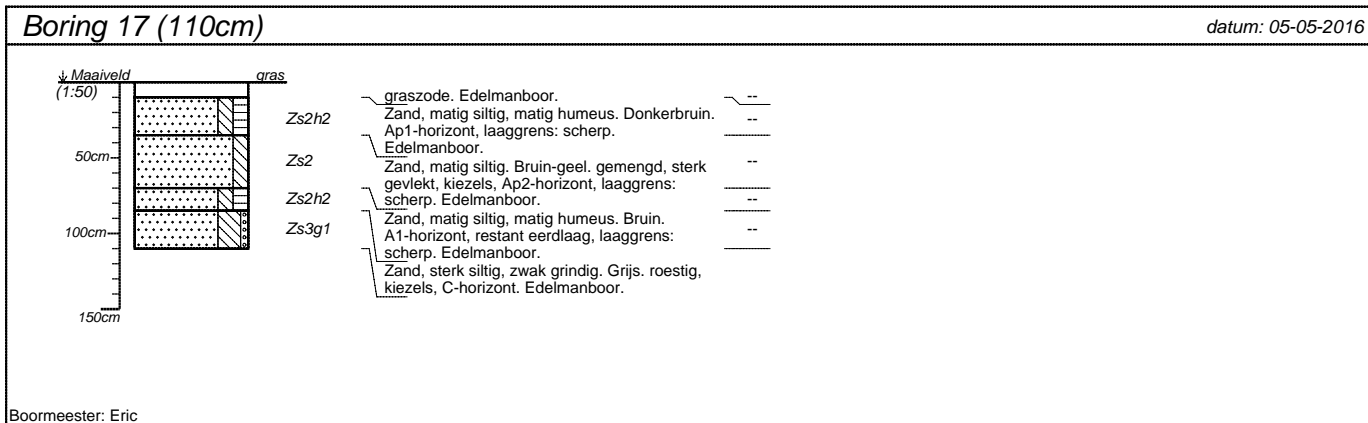 Boring 17 (110cm)
datum: 05-05-2016
Maaiveld
gras
(1:50)
50cm
100cm
150cm
Zs2h2
Zs2
Zs2h2
Zs3g1
graszode. Edelmanboor.
Zand, matig siltig, matig humeus. Donkerbruin.
Ap1-horizont, laaggrens: scherp.
Edelmanboor.
Zand, matig siltig. Bruin-geel. gemengd, sterk
gevlekt, kiezels, Ap2-horizont, laaggrens:
scherp. Edelmanboor.
Zand, matig siltig, matig humeus. Bruin.
A1-horizont, restant eerdlaag, laaggrens:
scherp. Edelmanboor.
Zand, sterk siltig, zwak grindig. Grijs. roestig,
kiezels, C-horizont. Edelmanboor.
--
--
--
--
--
Boormeester: Eric